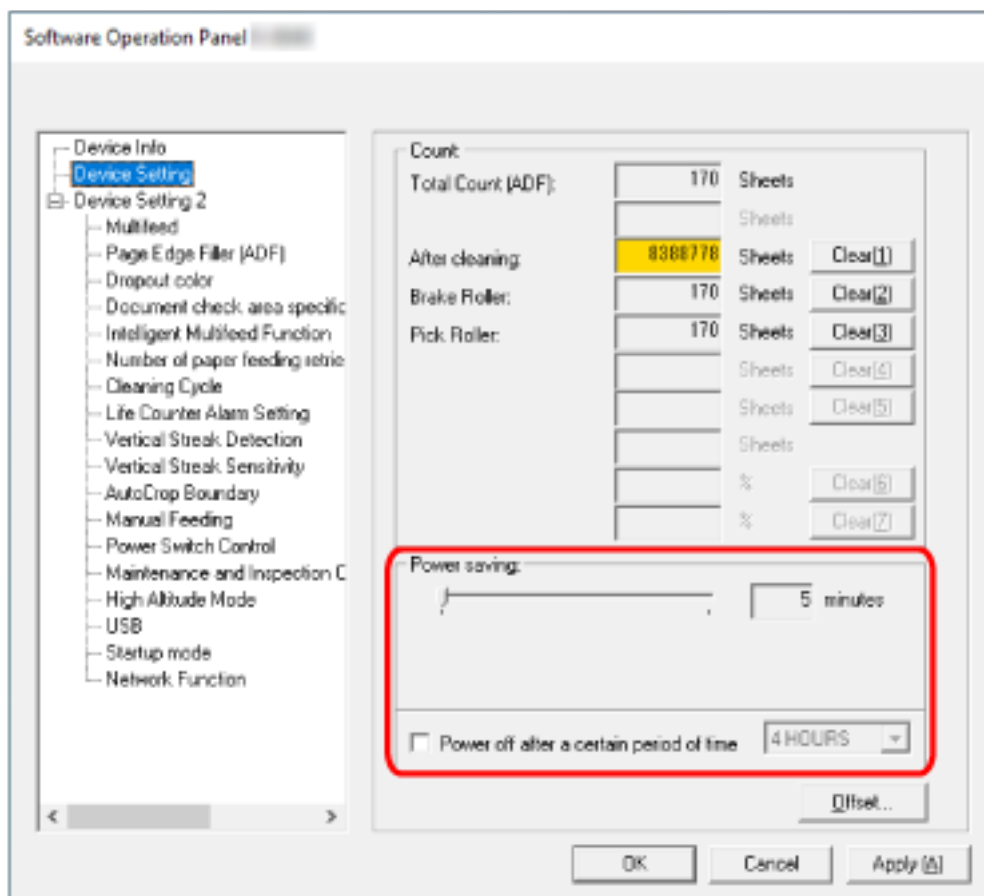 Software Operation Panel
Device Info
Device Setting
Device Setting 2
Multifeed
Page Edge Filler (ADF)
Dropout color
Document check area specific
Intelligent Multifeed Function
Number of paper feeding retrie
Cleaning Cycle
Life Counter Alarm Setting
Vertical Streak Detection
Vertical Streak Sensitivity
AutoCrop Boundary
Manual Feeding
Power Switch Control
Maintenance and Inspection C
High Altitude Mode
USB
Startup mode
Network Function
Count
Total Count (ADF): 170 Sheets
Sheets
After cleaning: 8388778 Sheets Clear(1)
Brake Roller: 170 Sheets Clear(2)
Pick Roller: 170 Sheets Clear(3)
Sheets Clear(4)
Sheets Clear(5)
Sheets
% Clear(6)
% Clear(7)
Power saving:
5 minutes
Power off after a certain period of time 4 HOURS
Offset...
OK Cancel Apply (A)